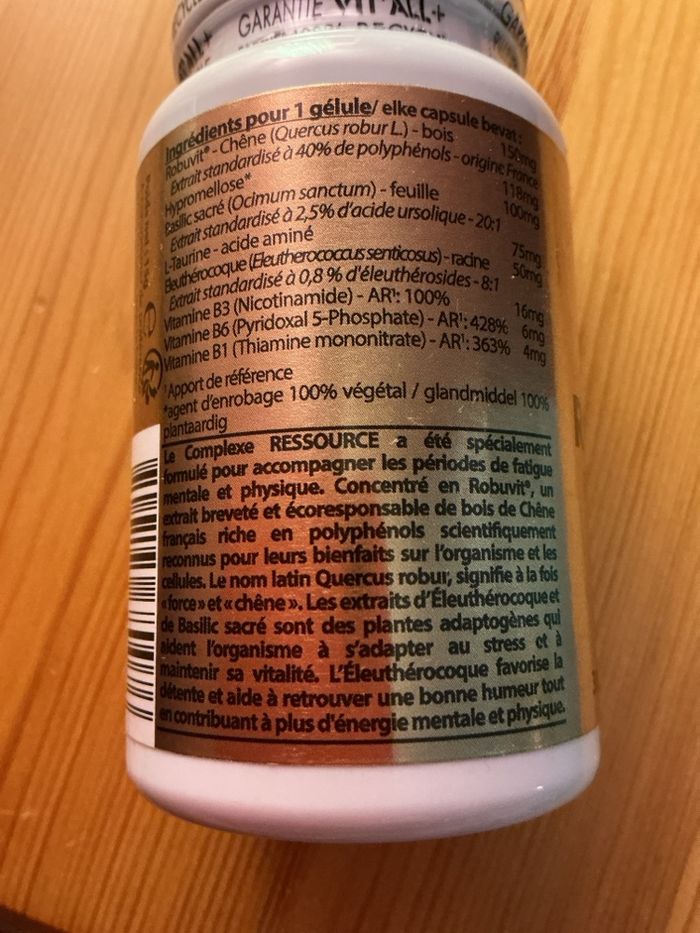 GARANTIE VIT'ALL+
Ingrédients pour 1 gélule/ elke capsule bevat :
Robuvit® - Chêne (Quercus robur L.) - bois 150mg
Extrait standardisé à 40% de polyphénols - origine France
Hypromellose* 118mg
Basilic sacré (Ocimum sanctum) - feuille 100mg
Extrait standardisé à 2,5% d'acide ursolique - 20:1
L-Taurine - acide aminé 75mg
Eleuthérocoque (Eleutherococcus senticosus) - racine 50mg
Extrait standardisé à 0,8 % d'éleuthérosides - 8:1
Vitamine B3 (Nicotinamide) - AR¹: 100% 16mg
Vitamine B6 (Pyridoxal 5-Phosphate) - AR¹: 428% 6mg
Vitamine B1 (Thiamine mononitrate) - AR¹: 363% 4mg
¹Apport de référence
*agent d'enrobage 100% végétal / glandmiddel 100%
plantaardig
Le Complexe RESSOURCE a été spécialement
formulé pour accompagner les périodes de fatigue
mentale et physique. Concentré en Robuvit®, un
extrait breveté et écoresponsable de bois de Chêne
français riche en polyphénols scientifiquement
reconnus pour leurs bienfaits sur l'organisme et les
cellules. Le nom latin Quercus robur, signifie à la fois
« force » et « chêne ». Les extraits d'Éleuthérocoque et
de Basilic sacré sont des plantes adaptogènes qui
aident l'organisme à s'adapter au stress et à
maintenir sa vitalité. L'Éleuthérocoque favorise la
détente et aide à retrouver une bonne humeur tout
en contribuant à plus d'énergie mentale et physique.